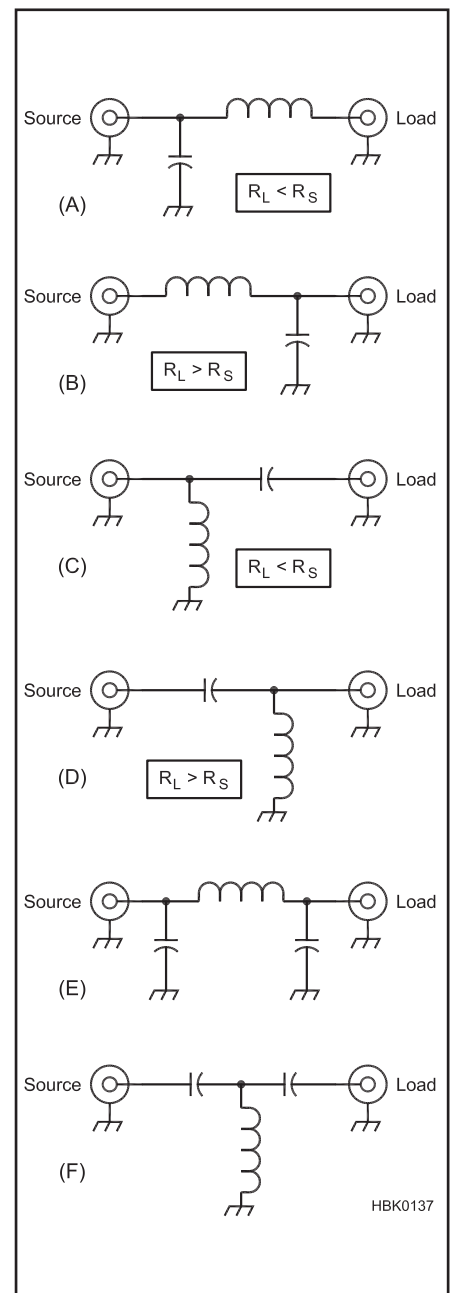 Source Load
R_L < R_S
(A)
Source Load
R_L > R_S
(B)
Source Load
(C)
R_L < R_S
Source Load
(D)
R_L > R_S
Source Load
(E)
Source Load
(F)
HBK0137